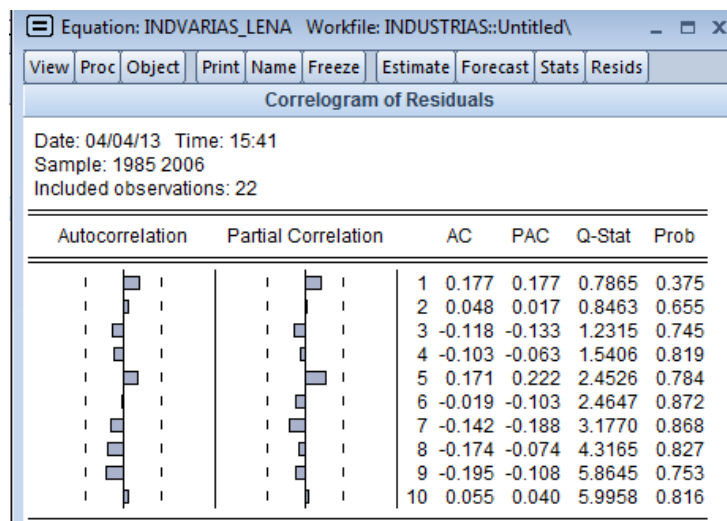 Equation: INDVARIAS_LENA Workfile: INDUSTRIAS::Untitled\
View Proc Object Print Name Freeze Estimate Forecast Stats Resids
Correlogram of Residuals
Date: 04/04/13 Time: 15:41
Sample: 1985 2006
Included observations: 22
Autocorrelation Partial Correlation AC PAC Q-Stat Prob
1 0.177 0.177 0.7865 0.375
2 0.048 0.017 0.8463 0.655
3 -0.118 -0.133 1.2315 0.745
4 -0.103 -0.063 1.5406 0.819
5 0.171 0.222 2.4526 0.784
6 -0.019 -0.103 2.4647 0.872
7 -0.142 -0.188 3.1770 0.868
8 -0.174 -0.074 4.3165 0.827
9 -0.195 -0.108 5.8645 0.753
10 0.055 0.040 5.9958 0.816